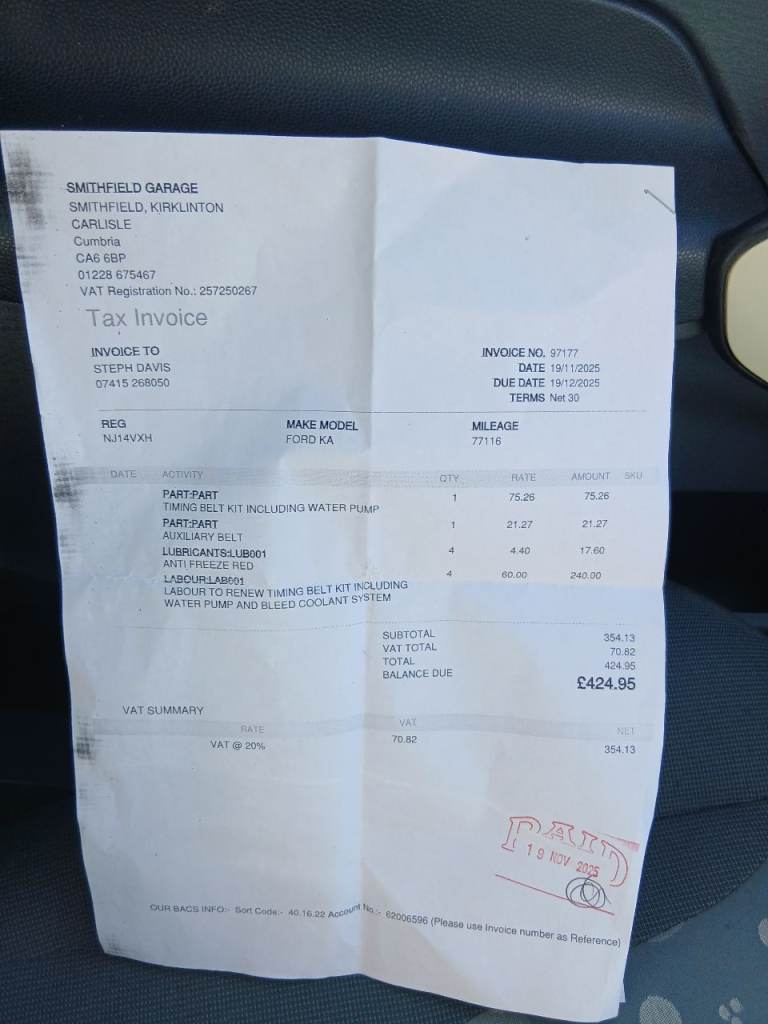 SMITHFIELD GARAGE
SMITHFIELD, KIRKLINTON
CARLISLE
Cumbria
CA6 6BP
01228 675467
VAT Registration No.: 257250267
Tax Invoice
INVOICE TO
STEPH DAVIS
07415 268050
INVOICE NO. 97177
DATE 19/11/2025
DUE DATE 19/12/2025
TERMS Net 30
REG MAKE MODEL MILEAGE
NJ14VXH FORD KA 77116
DATE ACTIVITY QTY RATE AMOUNT SKU
PART:PART 1 75.26 75.26
TIMING BELT KIT INCLUDING WATER PUMP
PART:PART 1 21.27 21.27
AUXILIARY BELT
LUBRICANTS:LUB001 4 4.40 17.60
ANTI FREEZE RED
LABOUR:LAB001 4 60.00 240.00
LABOUR TO RENEW TIMING BELT KIT INCLUDING
WATER PUMP AND BLEED COOLANT SYSTEM
SUBTOTAL 354.13
VAT TOTAL 70.82
TOTAL 424.95
BALANCE DUE £424.95
VAT SUMMARY
RATE VAT NET
VAT @ 20% 70.82 354.13
PAID
19 NOV 2025
OUR BACS INFO:- Sort Code:- 40.16.22 Account No.:- 62006596 (Please use Invoice number as Reference)